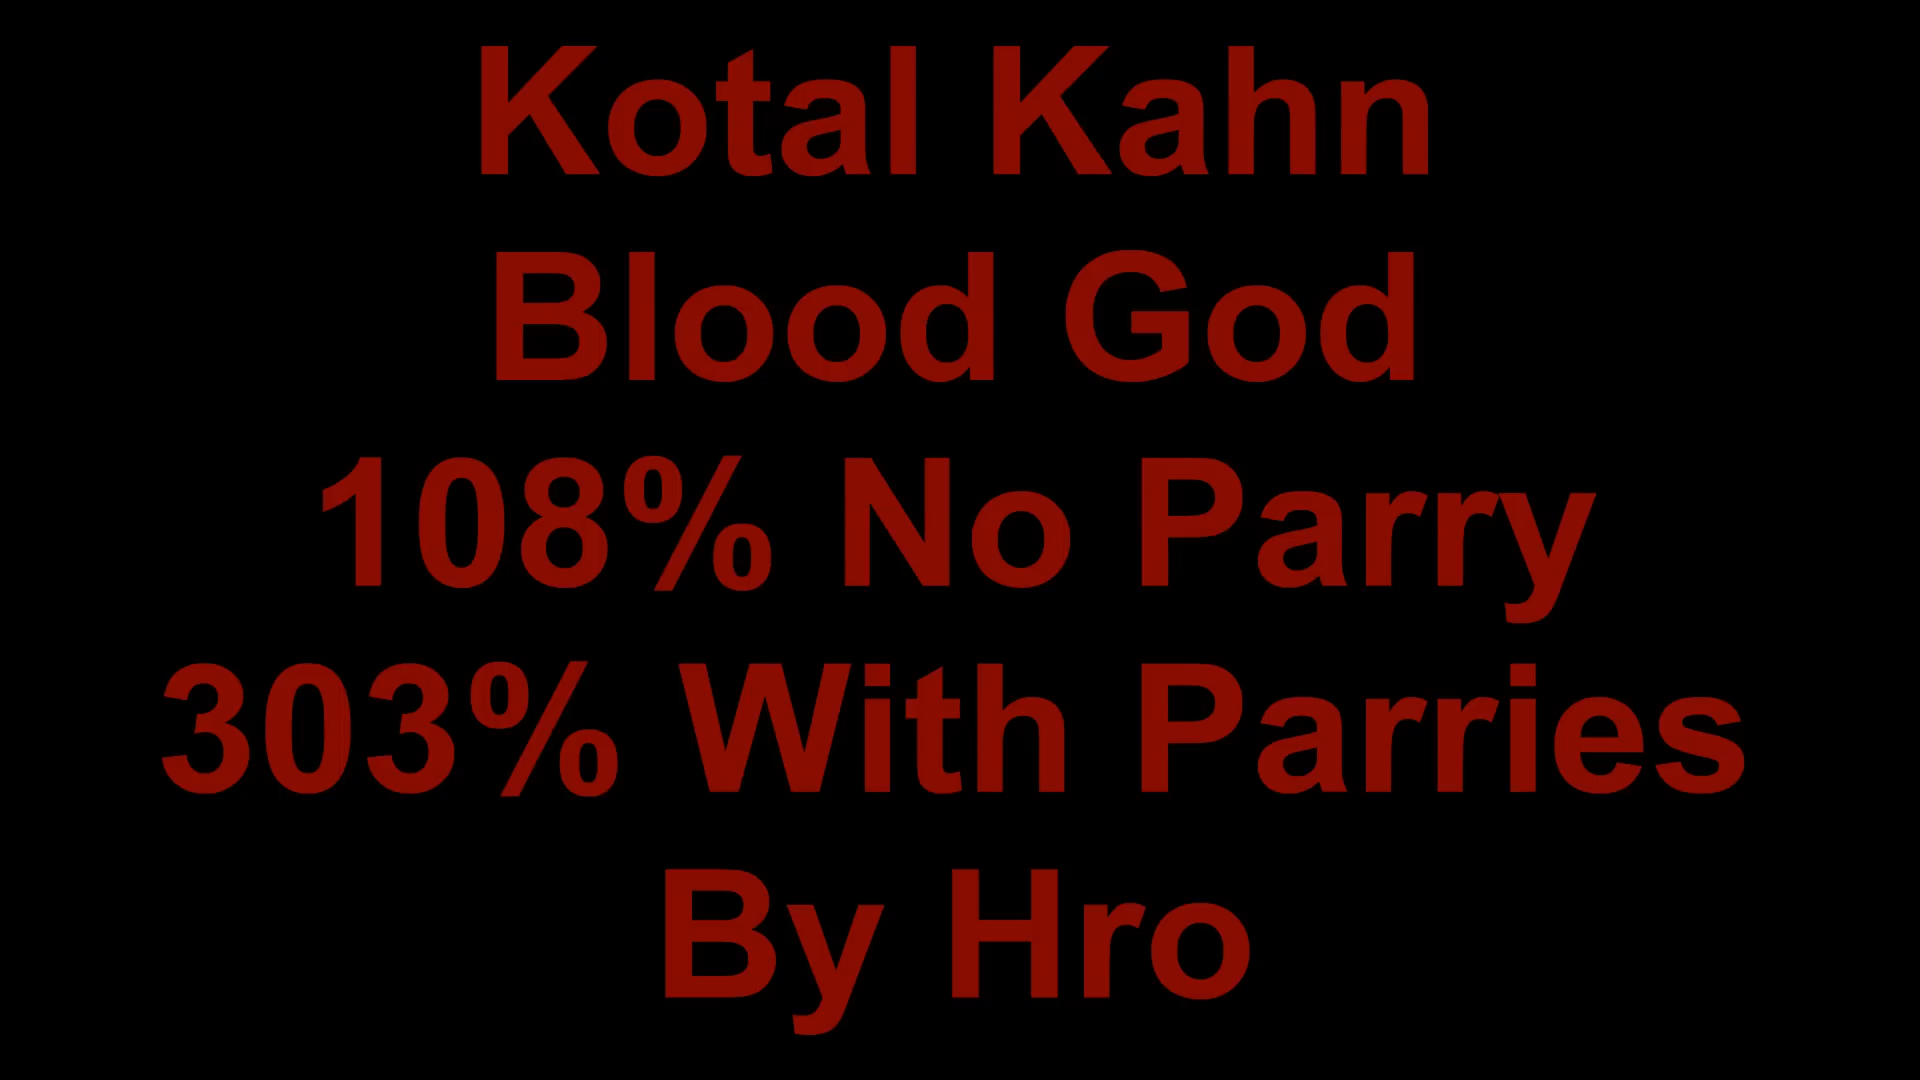 Kotal Kahn
Blood God
108% No Parry
303% With Parries
By Hro